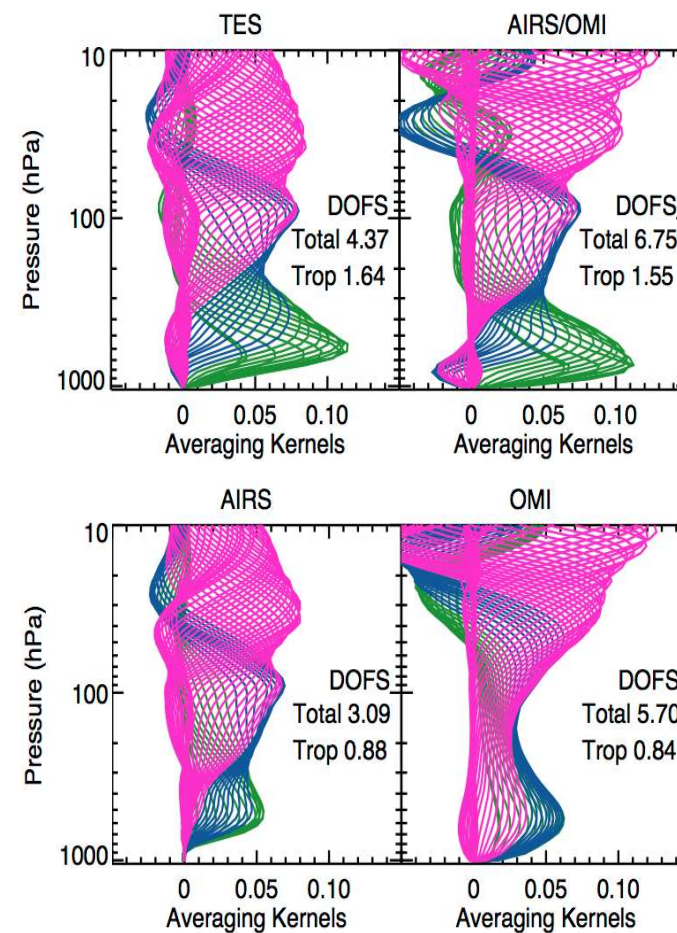 TES
AIRS/OMI
10
100
1000
Pressure (hPa)
DOFS
Total 4.37
Trop 1.64
DOFS
Total 6.75
Trop 1.55
0 0.05 0.10
0 0.05 0.10
Averaging Kernels
Averaging Kernels
AIRS
OMI
10
100
1000
Pressure (hPa)
DOFS
Total 3.09
Trop 0.88
DOFS
Total 5.70
Trop 0.84
0 0.05 0.10
0 0.05 0.10
Averaging Kernels
Averaging Kernels